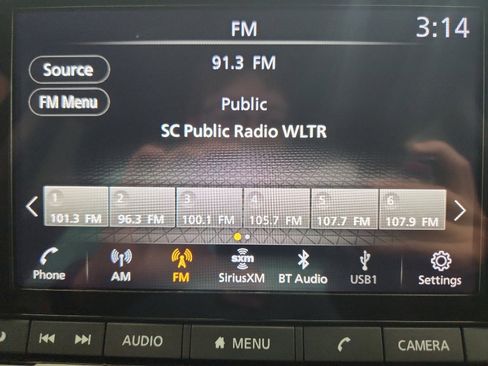 FM
3:14
Source
91.3 FM
FM Menu
Public
SC Public Radio WLTR
1 2 3 4 5 6
101.3 FM 96.3 FM 100.1 FM 105.7 FM 107.7 FM 107.9 FM
sxm
Phone AM FM SiriusXM BT Audio USB1 Settings
AUDIO MENU CAMERA